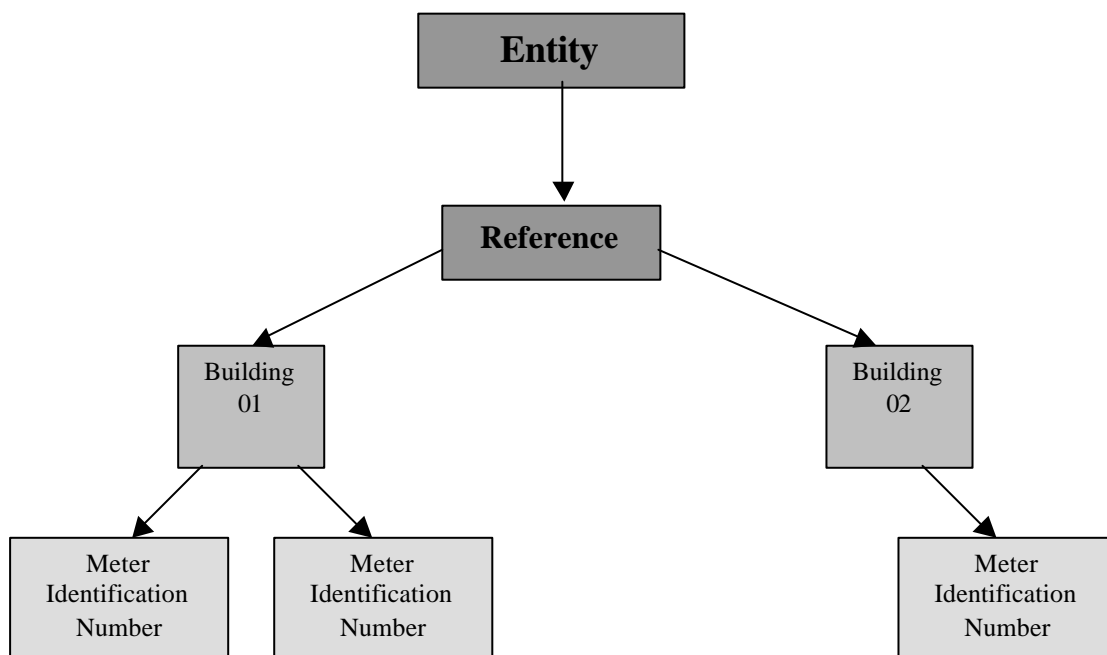 Entity
Reference
Building
01
Building
02
Meter
Identification
Number
Meter
Identification
Number
Meter
Identification
Number